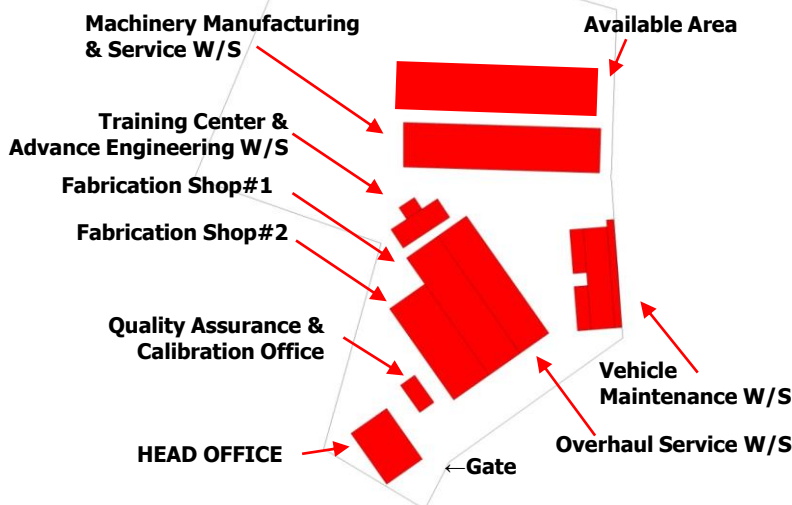 Machinery Manufacturing
& Service W/S
Available Area
Training Center &
Advance Engineering W/S
Fabrication Shop#1
Fabrication Shop#2
Quality Assurance &
Calibration Office
Vehicle
Maintenance W/S
HEAD OFFICE
Overhaul Service W/S
←Gate